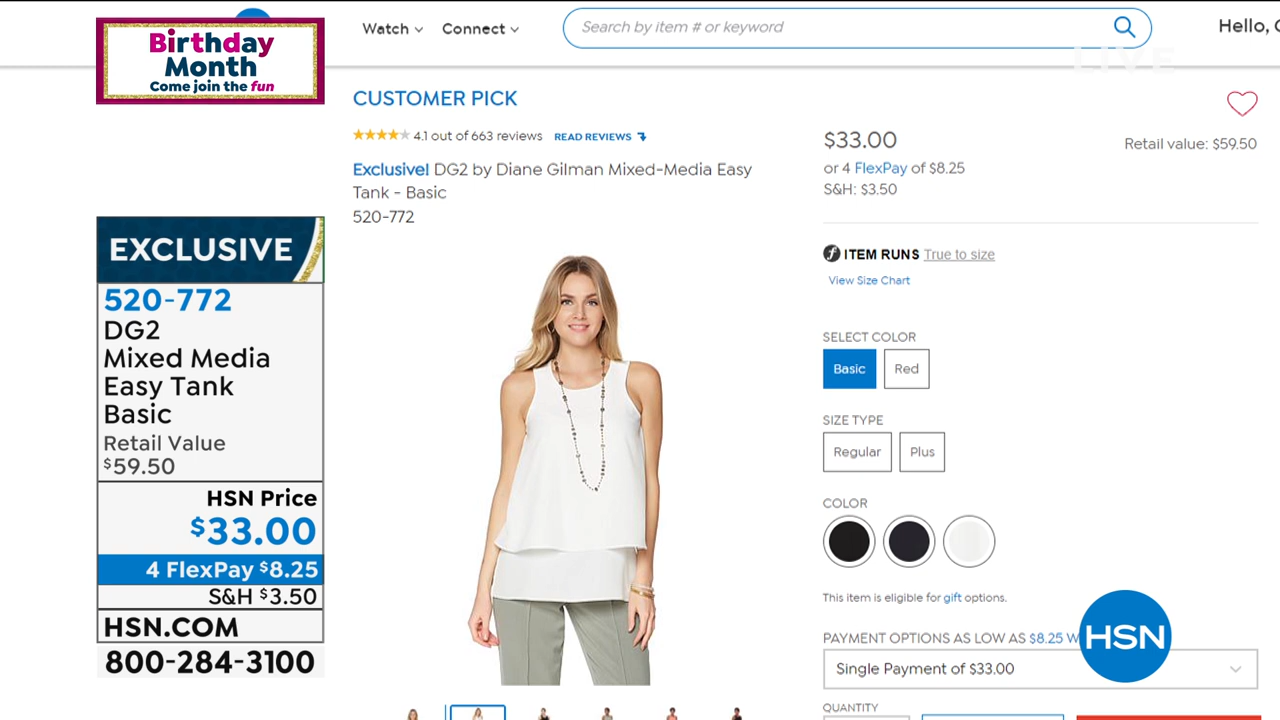 Birthday
Month
Come join the fun
Watch
Connect
Search by item # or keyword
Hello,
LIVE
CUSTOMER PICK
4.1 out of 663 reviews READ REVIEWS
Exclusive! DG2 by Diane Gilman Mixed-Media Easy
Tank - Basic
520-772
$33.00
Retail value: $59.50
or 4 FlexPay of $8.25
S&H: $3.50
ITEM RUNS True to size
View Size Chart
SELECT COLOR
Basic
Red
SIZE TYPE
Regular
Plus
COLOR
This item is eligible for gift options.
PAYMENT OPTIONS AS LOW AS $8.25 W
Single Payment of $33.00
QUANTITY
HSN
EXCLUSIVE
520-772
DG2
Mixed Media
Easy Tank
Basic
Retail Value
$59.50
HSN Price
$33.00
4 FlexPay $8.25
S&H $3.50
HSN.COM
800-284-3100